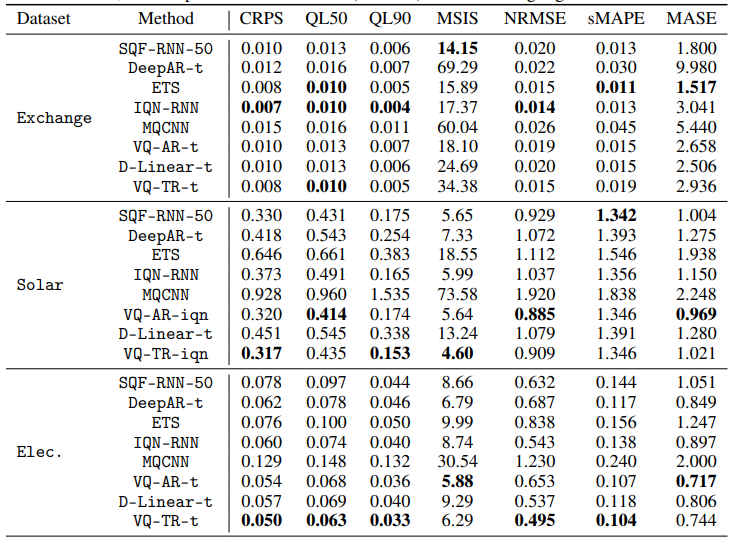 Dataset Method CRPS QL50 QL90 MSIS NRMSE sMAPE MASE
SQF-RNN-50 0.010 0.013 0.006 14.15 0.020 0.013 1.800
DeepAR-t 0.012 0.016 0.007 69.29 0.022 0.030 9.980
ETS 0.008 0.010 0.005 15.89 0.015 0.011 1.517
Exchange IQN-RNN 0.007 0.010 0.004 17.37 0.014 0.013 3.041
MQCNN 0.015 0.016 0.011 60.04 0.026 0.045 5.440
VQ-AR-t 0.010 0.013 0.007 18.10 0.019 0.015 2.658
D-Linear-t 0.010 0.013 0.006 24.69 0.020 0.015 2.506
VQ-TR-t 0.008 0.010 0.005 34.38 0.015 0.019 2.936
SQF-RNN-50 0.330 0.431 0.175 5.65 0.929 1.342 1.004
DeepAR-t 0.418 0.543 0.254 7.33 1.072 1.393 1.275
ETS 0.646 0.661 0.383 18.55 1.112 1.546 1.938
Solar IQN-RNN 0.373 0.491 0.165 5.99 1.037 1.356 1.150
MQCNN 0.928 0.960 1.535 73.58 1.920 1.838 2.248
VQ-AR-iqn 0.320 0.414 0.174 5.64 0.885 1.346 0.969
D-Linear-t 0.451 0.545 0.338 13.24 1.079 1.391 1.280
VQ-TR-iqn 0.317 0.435 0.153 4.60 0.909 1.346 1.021
SQF-RNN-50 0.078 0.097 0.044 8.66 0.632 0.144 1.051
DeepAR-t 0.062 0.078 0.046 6.79 0.687 0.117 0.849
ETS 0.076 0.100 0.050 9.99 0.838 0.156 1.247
Elec. IQN-RNN 0.060 0.074 0.040 8.74 0.543 0.138 0.897
MQCNN 0.129 0.148 0.132 30.54 1.230 0.240 2.000
VQ-AR-t 0.054 0.068 0.036 5.88 0.653 0.107 0.717
D-Linear-t 0.057 0.069 0.040 9.29 0.537 0.118 0.806
VQ-TR-t 0.050 0.063 0.033 6.29 0.495 0.104 0.744